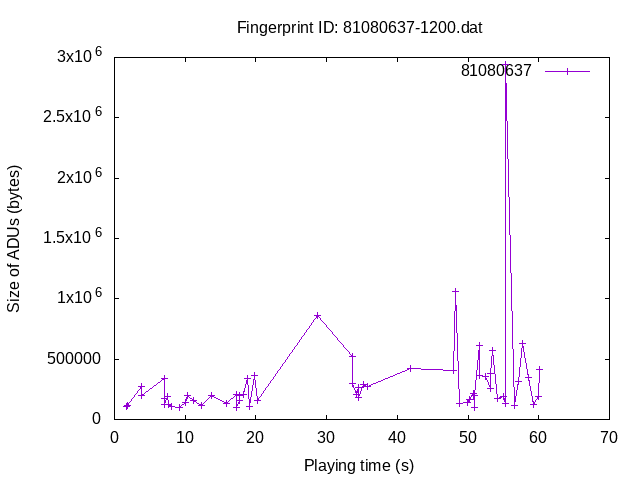 Fingerprint ID: 81080637-1200.dat
81080637
3x10^6
2.5x10^6
2x10^6
1.5x10^6
1x10^6
500000
0
Size of ADUs (bytes)
0 10 20 30 40 50 60 70
Playing time (s)